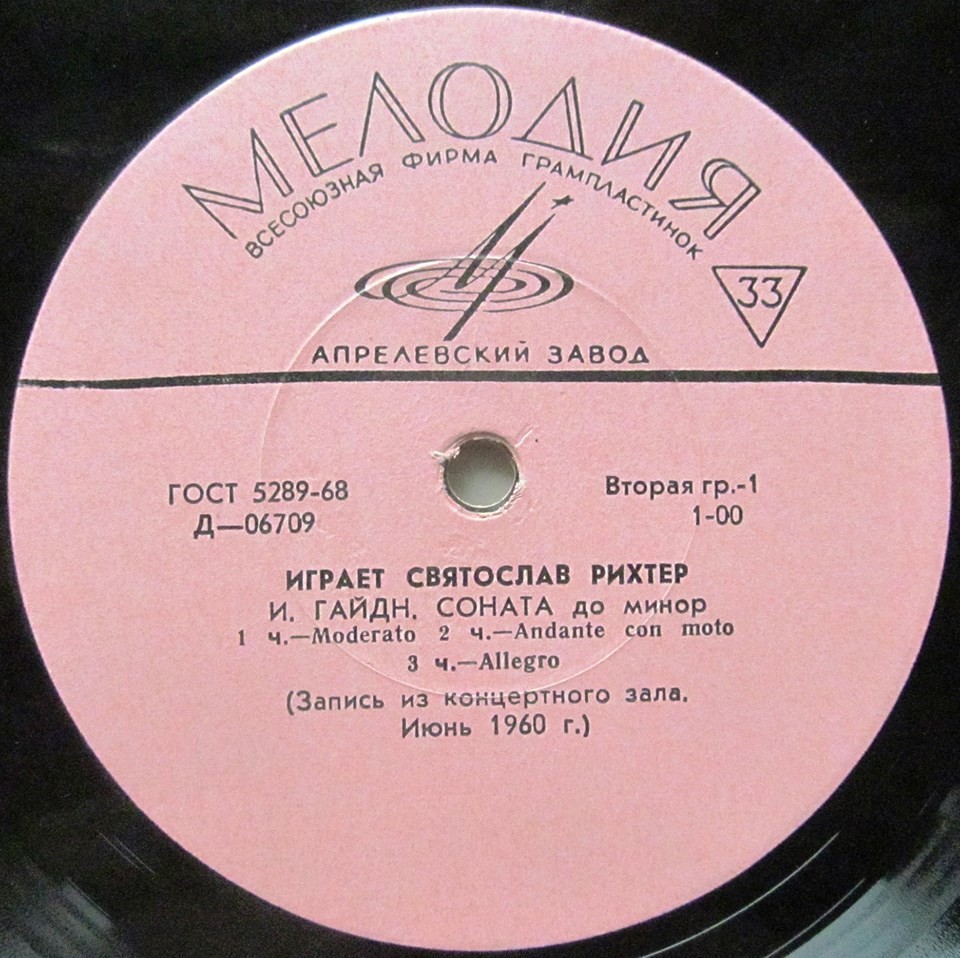 МЕЛОДИЯ
ВСЕСОЮЗНАЯ ФИРМА ГРАМПЛАСТИНОК
33
АПРЕЛЕВСКИЙ ЗАВОД
ГОСТ 5289-68
Д—06709
Вторая гр.-1
1-00
ИГРАЕТ СВЯТОСЛАВ РИХТЕР
И. ГАЙДН. СОНАТА до минор
1 ч.—Moderato 2 ч.—Andante con moto
3 ч.—Allegro
(Запись из концертного зала.
Июнь 1960 г.)